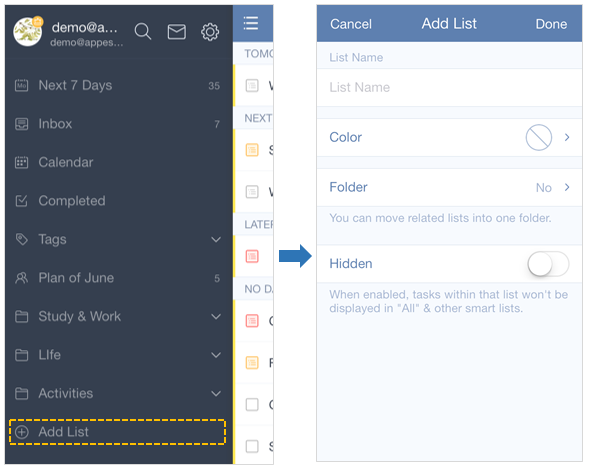 demo@a...
demo@appes...
Mo Next 7 Days 35
Inbox 7
Calendar
Completed
Tags
Plan of June 5
Study & Work
LIfe
Activities
Add List
TOMO
W
NEXT
S
W
LATER
NO DA
C
F
C
S
Cancel Add List Done
List Name
List Name
Color
Folder No
You can move related lists into one folder.
Hidden
When enabled, tasks within that list won't be
displayed in "All" & other smart lists.